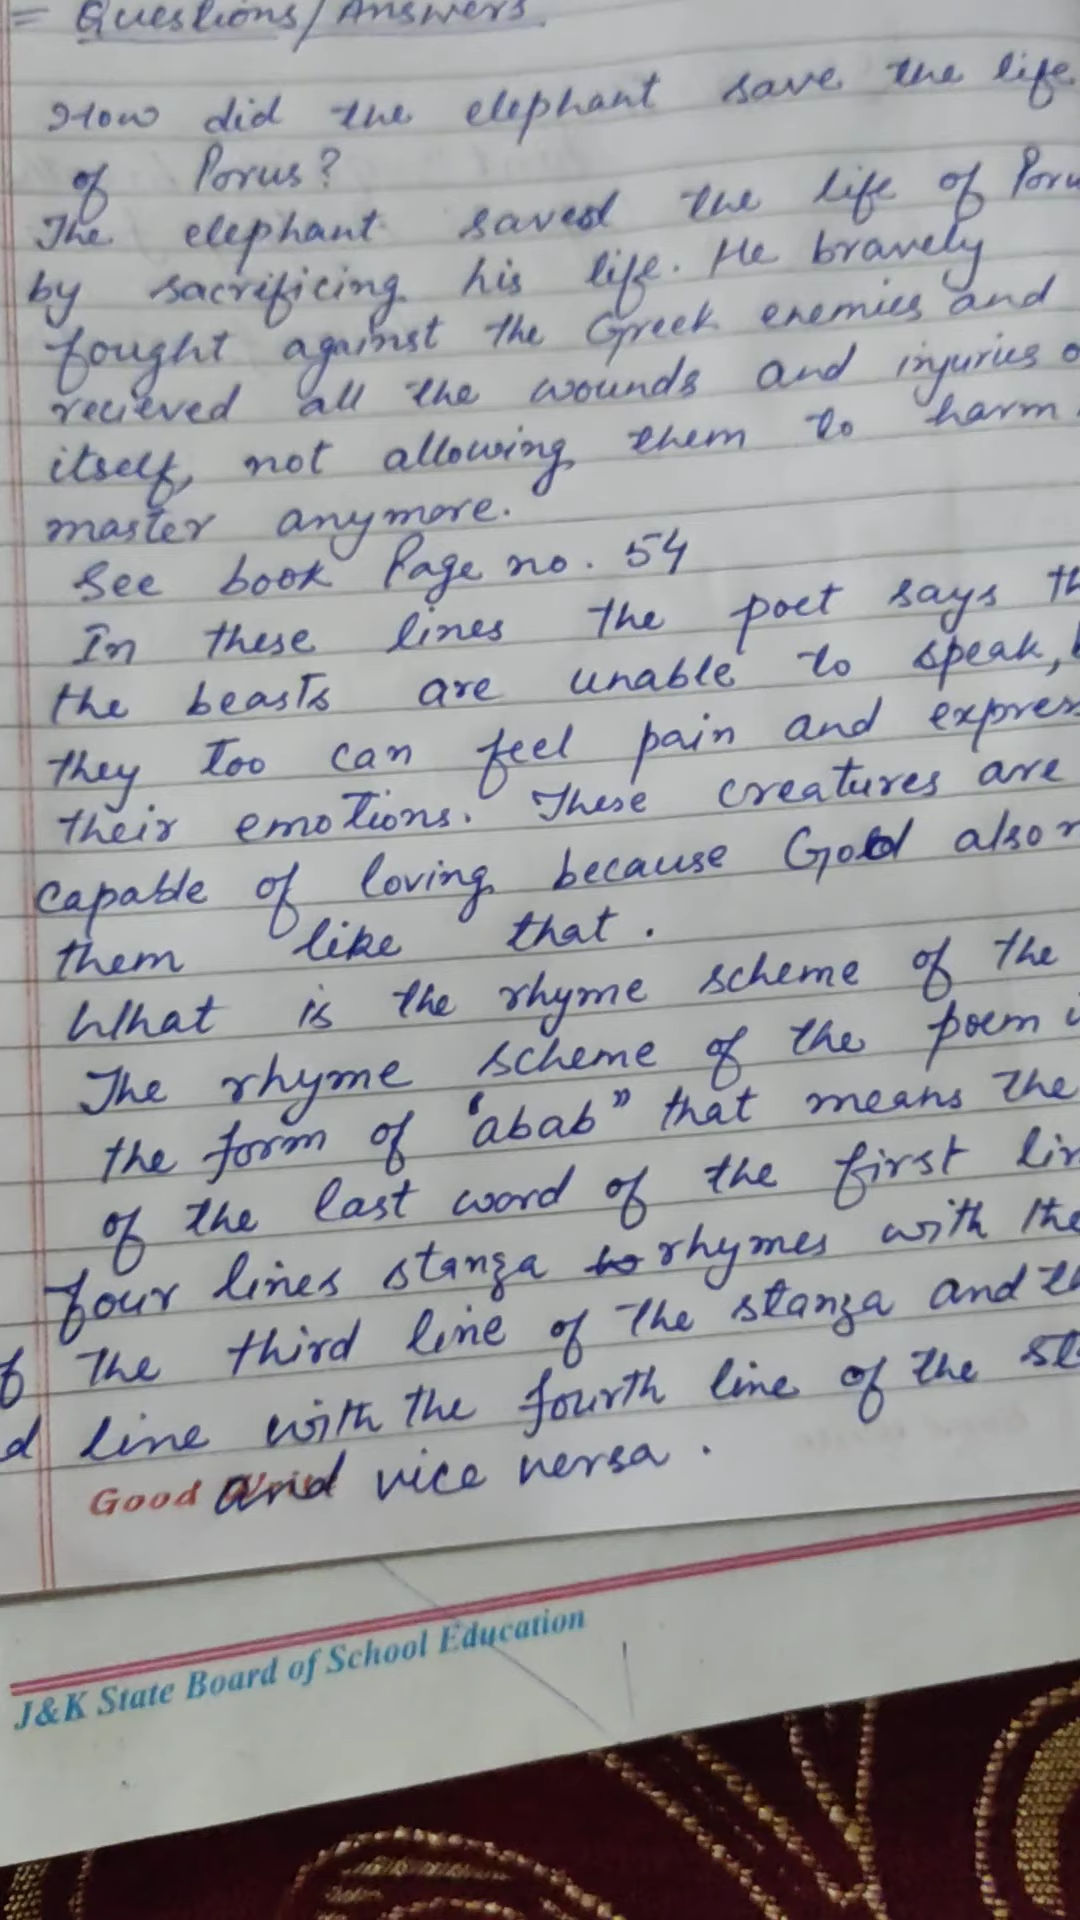 = Questions/Answers.
How did the elephant save the life
of Porus?
The elephant saved the life of
by sacrificing his life. He bravely
fought against the Greek enemies and
recieved all the wounds and injuries
itself, not allowing them to harm
master anymore.
See book Page no. 54
In these lines the poet says
the beasts are unable to speak,
they too can feel pain and
their emotions. These creatures are
capable of loving because God also
them like that.
What is the rhyme scheme of the
The rhyme scheme of the poem
the form of "abab" that means the
of the last word of the first
four lines stanza rhymes with the
the third line of the stanza and
line with the fourth line of the
Good and vice versa.
J&K State Board of School Education